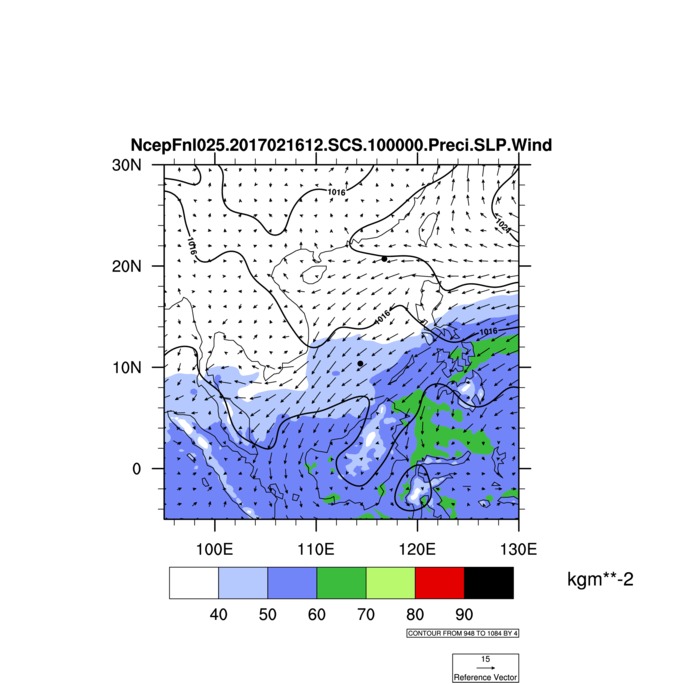 NcepFnl025.2017021612.SCS.100000.Preci.SLP.Wind
30N
20N
10N
0
1016
1016
1024
1016
1016
100E
110E
120E
130E
40
50
60
70
80
90
kgm**-2
CONTOUR FROM 948 TO 1084 BY 4
15
Reference Vector